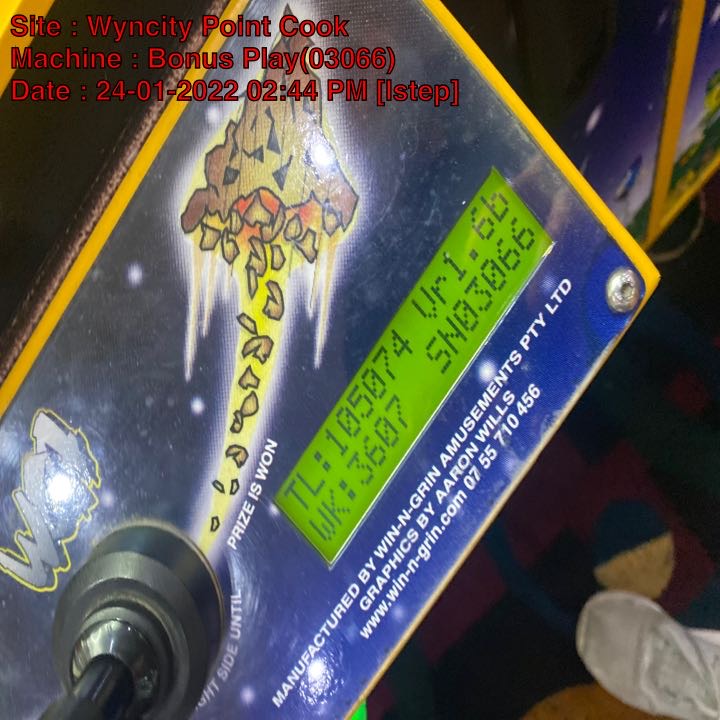 Site : Wyncity Point Cook
Machine : Bonus Play(03066)
Date : 24-01-2022 02:44 PM [Istep]
TL:105074 Vr1.6b
WK:3607 SN03066
PRIZE IS WON
SIDE UNTIL
MANUFACTURED BY WIN-N-GRIN AMUSEMENTS PTY LTD
GRAPHICS BY AARON WILLS
www.win-n-grin.com 07 55 710 456